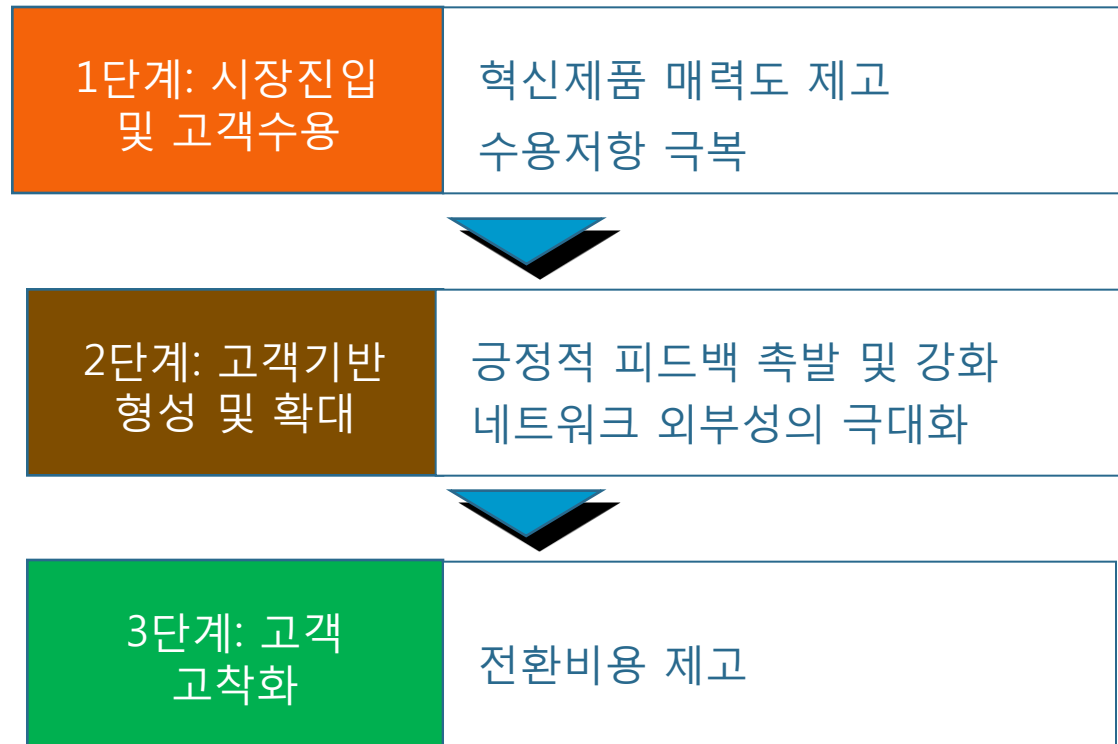 1단계: 시장진입
및 고객수용
혁신제품 매력도 제고
수용저항 극복
2단계: 고객기반
형성 및 확대
긍정적 피드백 촉발 및 강화
네트워크 외부성의 극대화
3단계: 고객
고착화
전환비용 제고